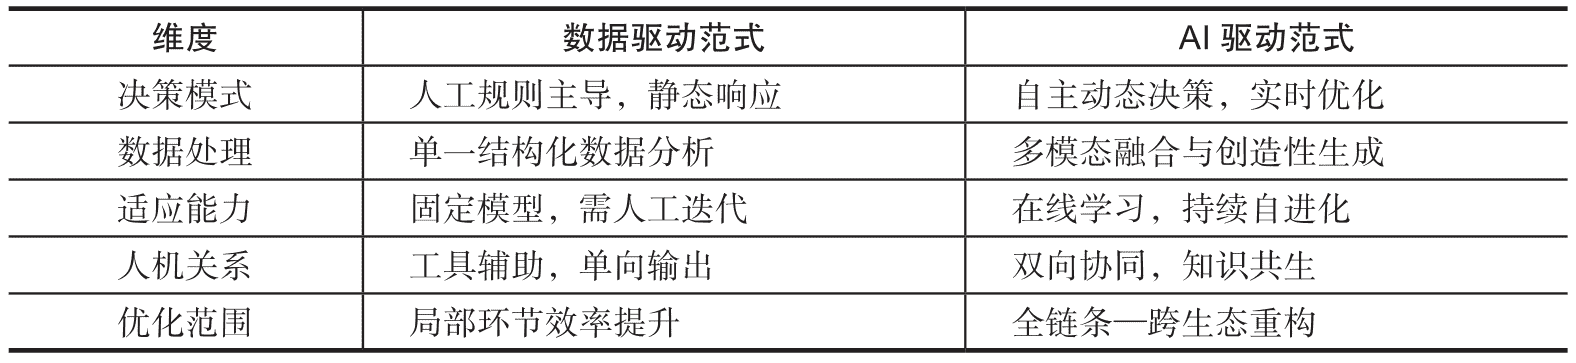 维度 数据驱动范式 AI 驱动范式
决策模式 人工规则主导，静态响应 自主动态决策，实时优化
数据处理 单一结构化数据分析 多模态融合与创造性生成
适应能力 固定模型，需人工迭代 在线学习，持续自进化
人机关系 工具辅助，单向输出 双向协同，知识共生
优化范围 局部环节效率提升 全链条—跨生态重构